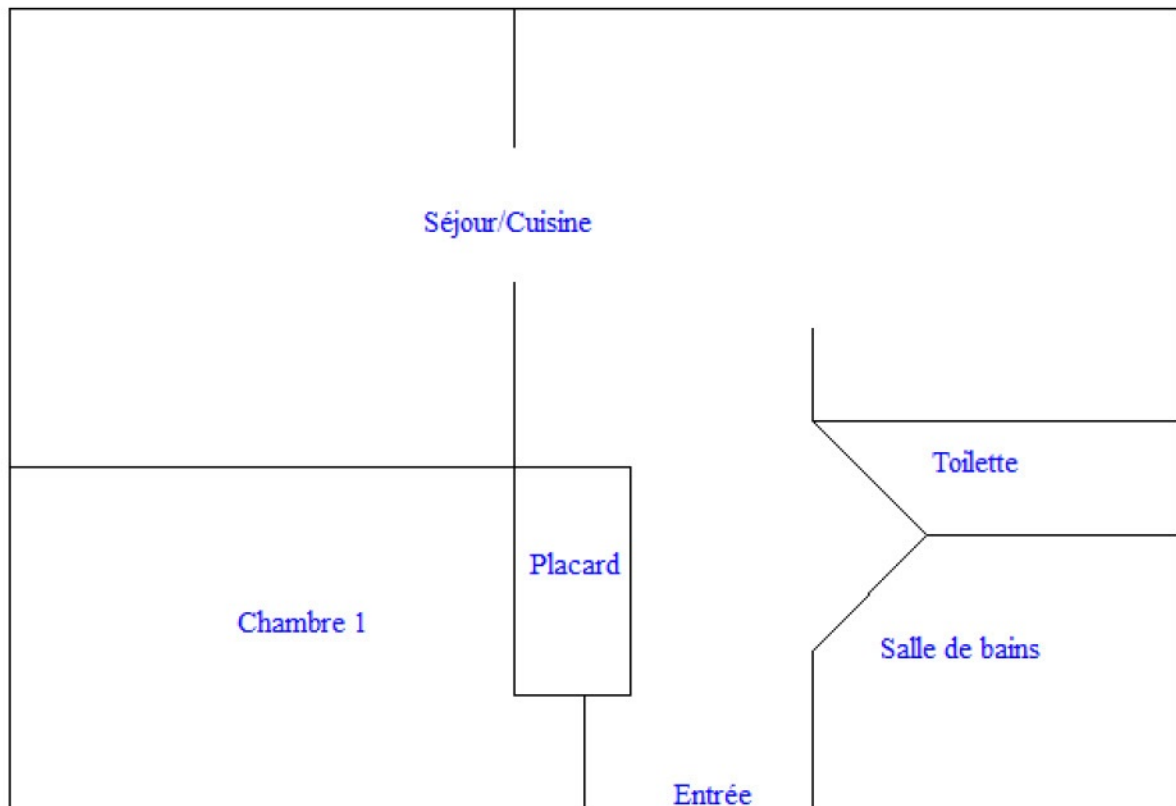 Séjour/Cuisine
Toilette
Placard
Chambre 1
Salle de bains
Entrée